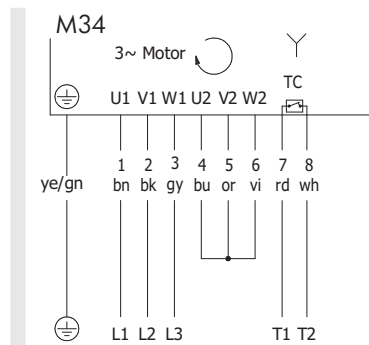 M34
3~ Motor
TC
U1 V1 W1 U2 V2 W2
1 2 3 4 5 6 7 8
ye/gn bn bk gy bu or vi rd wh
L1 L2 L3 T1 T2